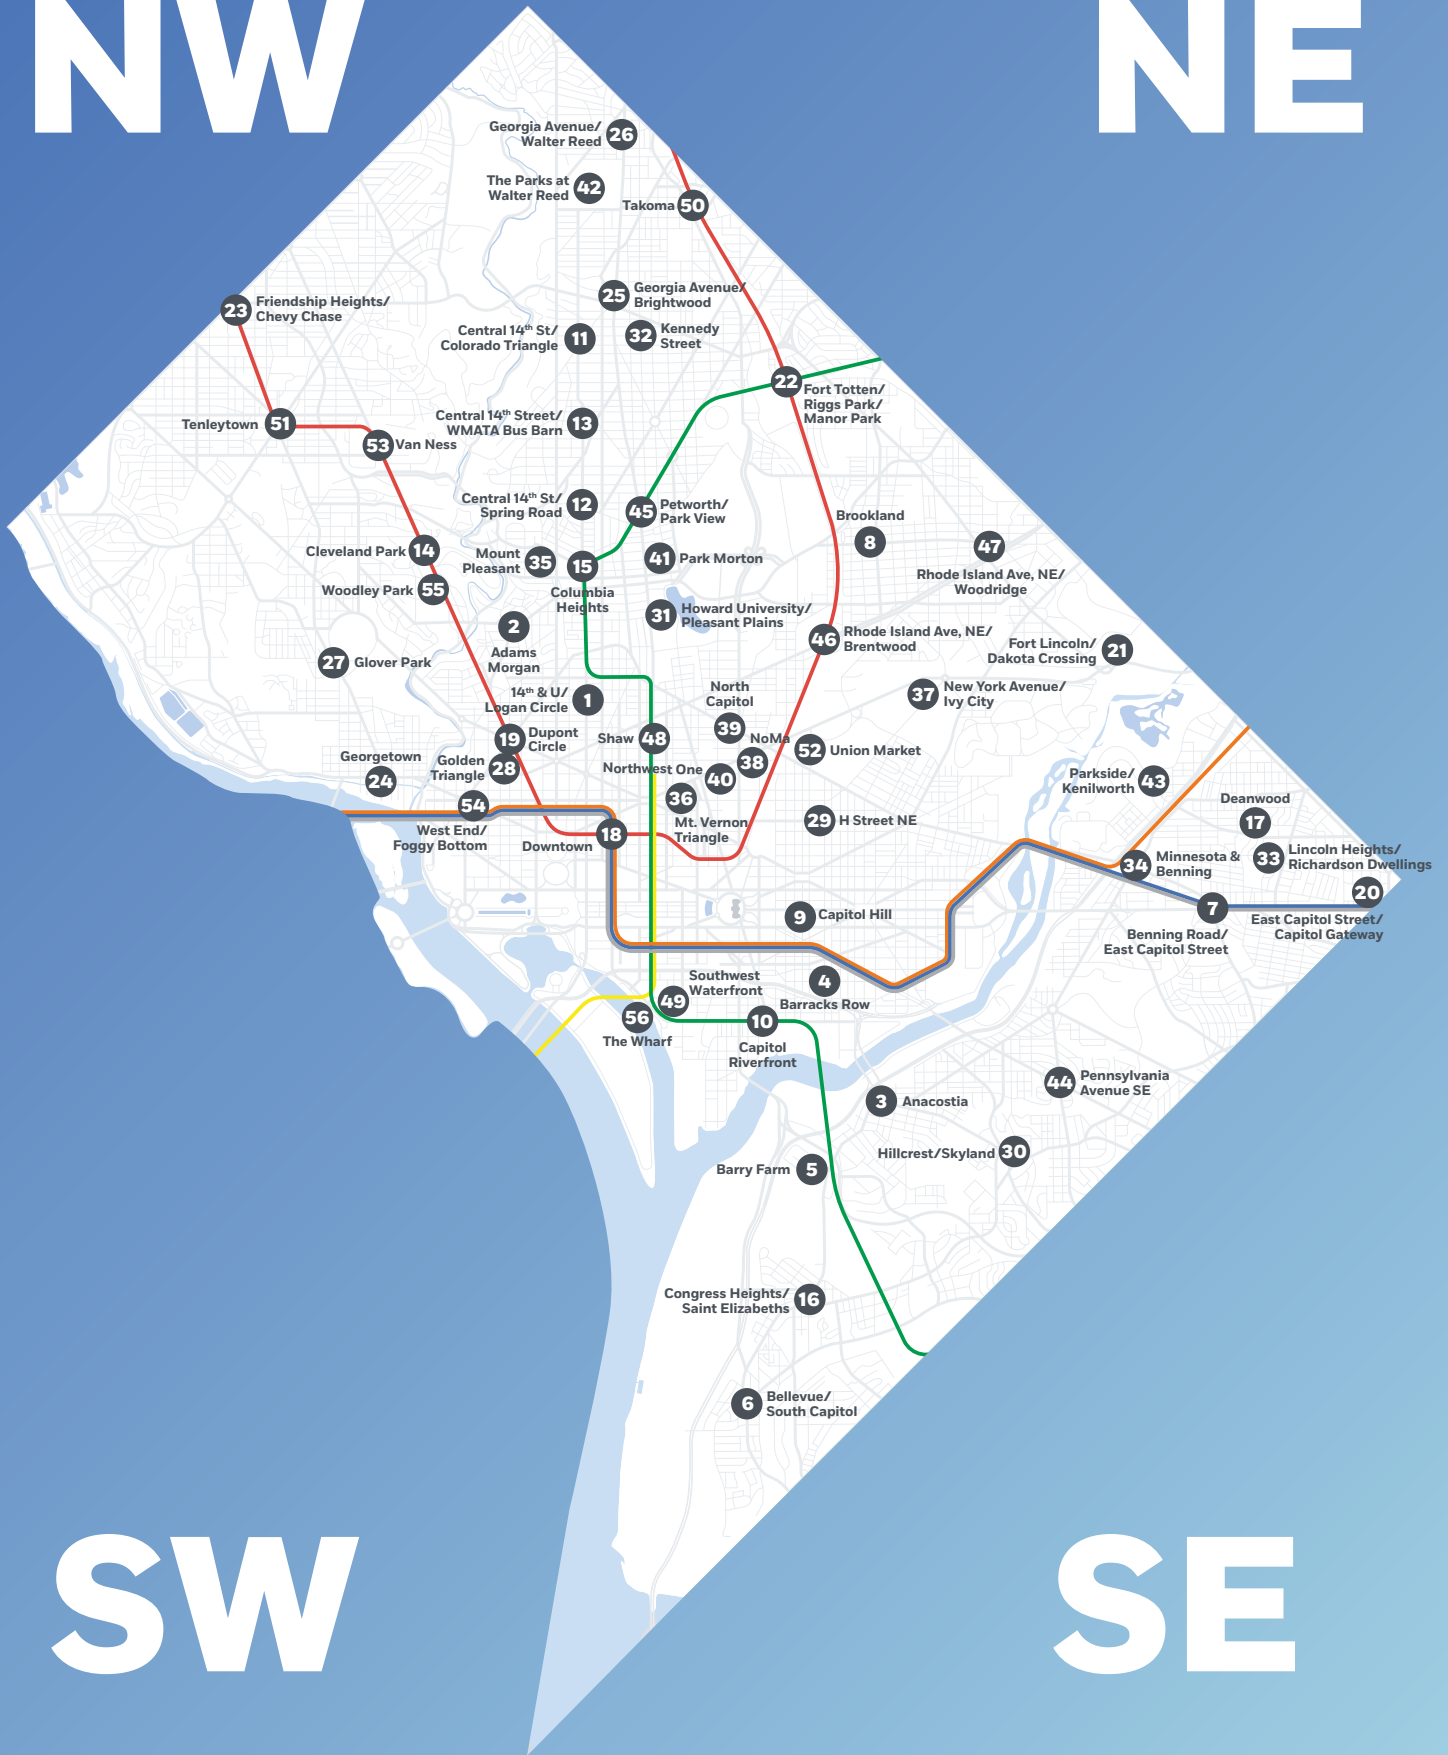 NW
NE
Georgia Avenue/
Walter Reed
26
The Parks at
Walter Reed
42
Takoma
50
23
Friendship Heights/
Chevy Chase
25
Georgia Avenue/
Brightwood
Central 14th St/
Colorado Triangle
11
32
Kennedy
Street
22
Fort Totten/
Riggs Park/
Manor Park
Tenleytown
51
53
Van Ness
Central 14th Street/
WMATA Bus Barn
13
Central 14th St/
Spring Road
12
45
Petworth/
Park View
Brookland
8
47
Rhode Island Ave, NE/
Woodridge
Cleveland Park
14
Mount
Pleasant
35
15
Columbia
Heights
41
Park Morton
Woodley Park
55
31
Howard University/
Pleasant Plains
2
Adams
Morgan
46
Rhode Island Ave, NE/
Brentwood
Fort Lincoln/
Dakota Crossing
21
27
Glover Park
14th & U/
Logan Circle
1
North
Capitol
39
37
New York Avenue/
Ivy City
19
Dupont
Circle
Shaw
48
NoMa
38
52
Union Market
Georgetown
24
Golden
Triangle
28
Northwest One
40
Parkside/
Kenilworth
43
54
West End/
Foggy Bottom
36
Mt. Vernon
Triangle
29
H Street NE
Deanwood
17
Downtown
18
34
Minnesota &
Benning
33
Lincoln Heights/
Richardson Dwellings
20
East Capitol Street/
Capitol Gateway
7
Benning Road/
East Capitol Street
9
Capitol Hill
Southwest
Waterfront
49
4
Barracks Row
56
The Wharf
10
Capitol
Riverfront
44
Pennsylvania
Avenue SE
3
Anacostia
Hillcrest/Skyland
30
Barry Farm
5
Congress Heights/
Saint Elizabeths
16
6
Bellevue/
South Capitol
SW
SE